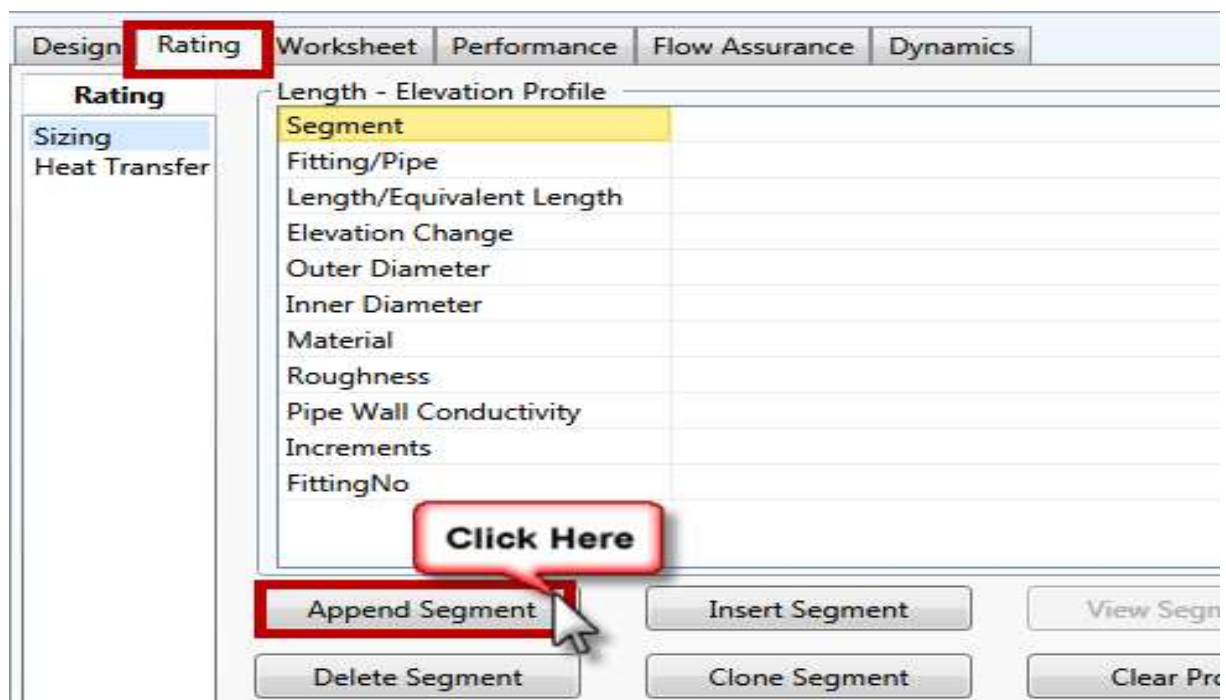 Design Rating Worksheet Performance Flow Assurance Dynamics
Rating
Sizing
Heat Transfer
Length - Elevation Profile
Segment
Fitting/Pipe
Length/Equivalent Length
Elevation Change
Outer Diameter
Inner Diameter
Material
Roughness
Pipe Wall Conductivity
Increments
FittingNo
Click Here
Append Segment Insert Segment View
Delete Segment Clone Segment Clear